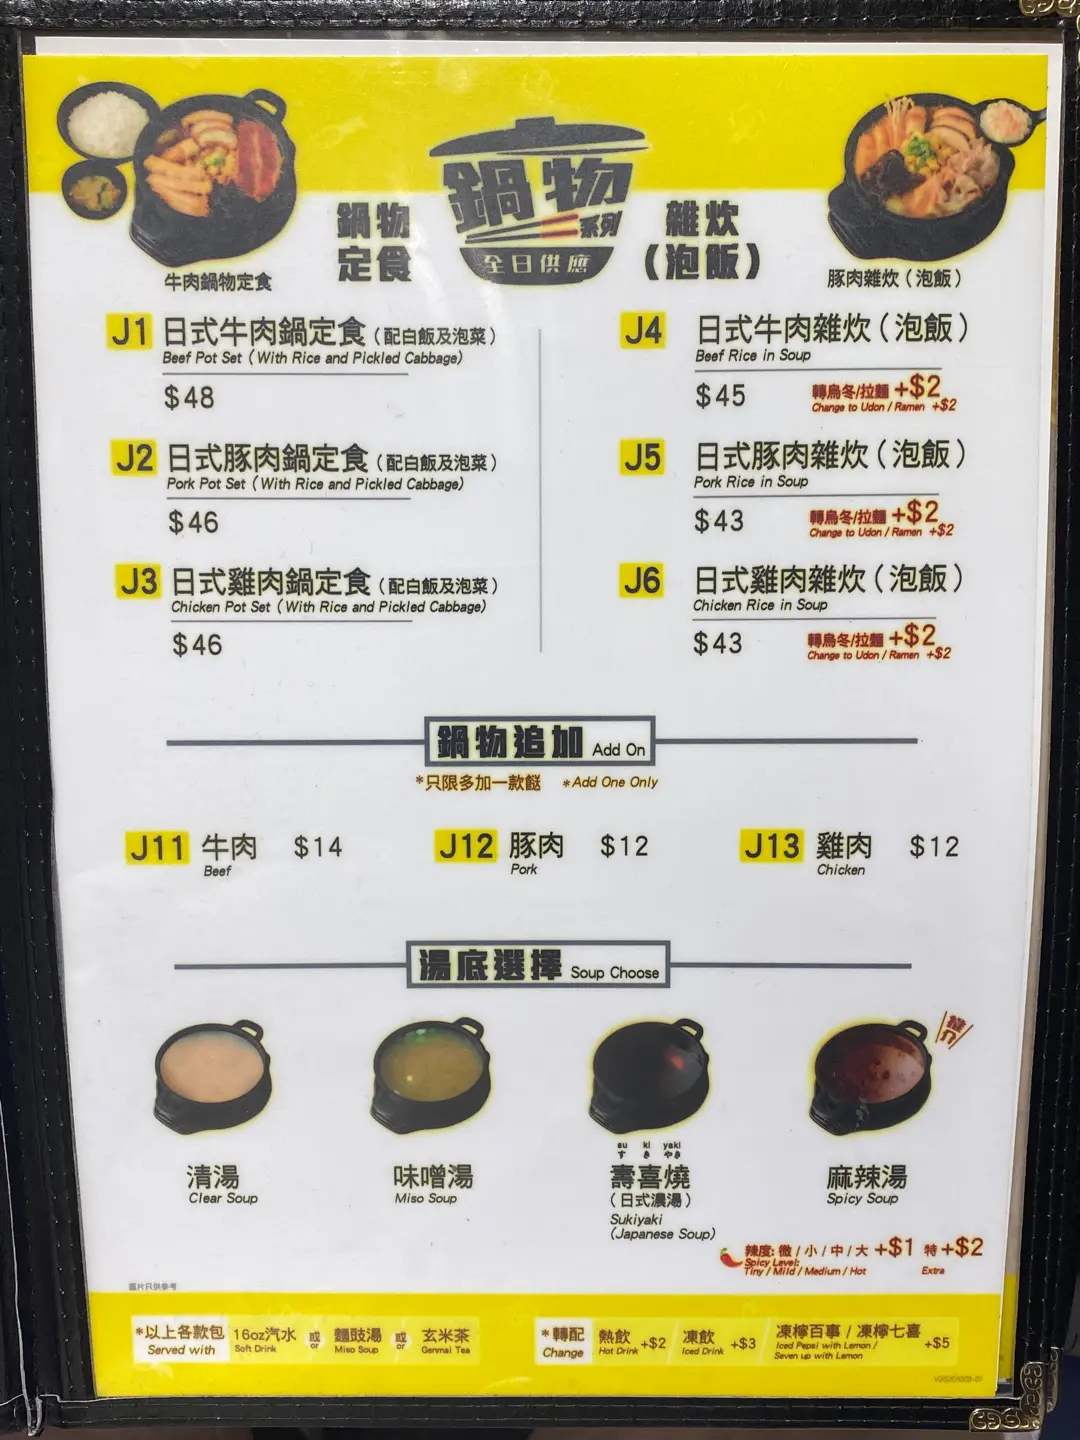 鍋物系列
全日供應
鍋物定食
雜炊(泡飯)
牛肉鍋物定食
豚肉雜炊(泡飯)
J1 日式牛肉鍋定食(配白飯及泡菜)
Beef Pot Set (With Rice and Pickled Cabbage)
$48
J2 日式豚肉鍋定食(配白飯及泡菜)
Pork Pot Set (With Rice and Pickled Cabbage)
$46
J3 日式雞肉鍋定食(配白飯及泡菜)
Chicken Pot Set (With Rice and Pickled Cabbage)
$46
J4 日式牛肉雜炊(泡飯)
Beef Rice in Soup
$45 轉烏冬/拉麵 +$2
Change to Udon / Ramen +$2
J5 日式豚肉雜炊(泡飯)
Pork Rice in Soup
$43 轉烏冬/拉麵 +$2
Change to Udon / Ramen +$2
J6 日式雞肉雜炊(泡飯)
Chicken Rice in Soup
$43 轉烏冬/拉麵 +$2
Change to Udon / Ramen +$2
鍋物追加 Add On
*只限多加一款餸 *Add One Only
J11 牛肉 $14
Beef
J12 豚肉 $12
Pork
J13 雞肉 $12
Chicken
湯底選擇 Soup Choose
清湯
Clear Soup
味噌湯
Miso Soup
su ki yaki
す き やき
壽喜燒
(日式濃湯)
Sukiyaki
(Japanese Soup)
推介
麻辣湯
Spicy Soup
辣度: 微 / 小 / 中 / 大 +$1 特 +$2
Spicy Level:
Tiny / Mild / Medium / Hot Extra
圖片只供參考
*以上各款包 16oz汽水 或 麵豉湯 或 玄米茶
Served with Soft Drink or Miso Soup or Genmai Tea
*轉配 熱飲 +$2 凍飲 +$3 凍檸百事 / 凍檸七喜 +$5
Change Hot Drink Iced Drink Iced Pepsi with Lemon /
Seven up with Lemon